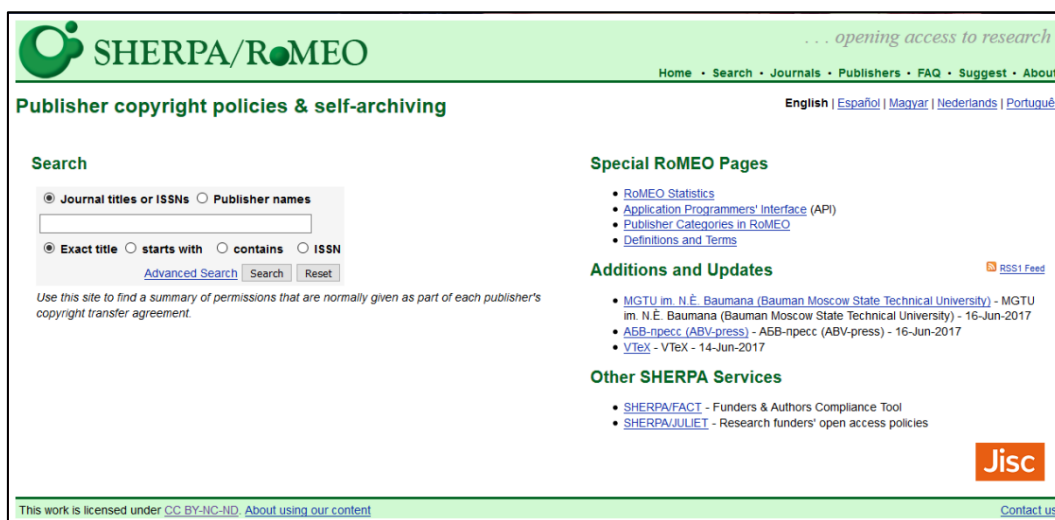 SHERPA/RoMEO
. . . opening access to research
Home • Search • Journals • Publishers • FAQ • Suggest • About
Publisher copyright policies & self-archiving
English | Español | Magyar | Nederlands | Portuguê
Search
Journal titles or ISSNs Publisher names
Exact title starts with contains ISSN
Advanced Search Search Reset
Use this site to find a summary of permissions that are normally given as part of each publisher's
copyright transfer agreement.
Special RoMEO Pages
• RoMEO Statistics
• Application Programmers' Interface (API)
• Publisher Categories in RoMEO
• Definitions and Terms
Additions and Updates
RSS1 Feed
• MGTU im. N.È. Baumana (Bauman Moscow State Technical University) - MGTU
im. N.È. Baumana (Bauman Moscow State Technical University) - 16-Jun-2017
• АБВ-пресс (ABV-press) - АБВ-пресс (ABV-press) - 16-Jun-2017
• VTeX - VTeX - 14-Jun-2017
Other SHERPA Services
• SHERPA/FACT - Funders & Authors Compliance Tool
• SHERPA/JULIET - Research funders' open access policies
Jisc
This work is licensed under CC BY-NC-ND. About using our content
Contact us